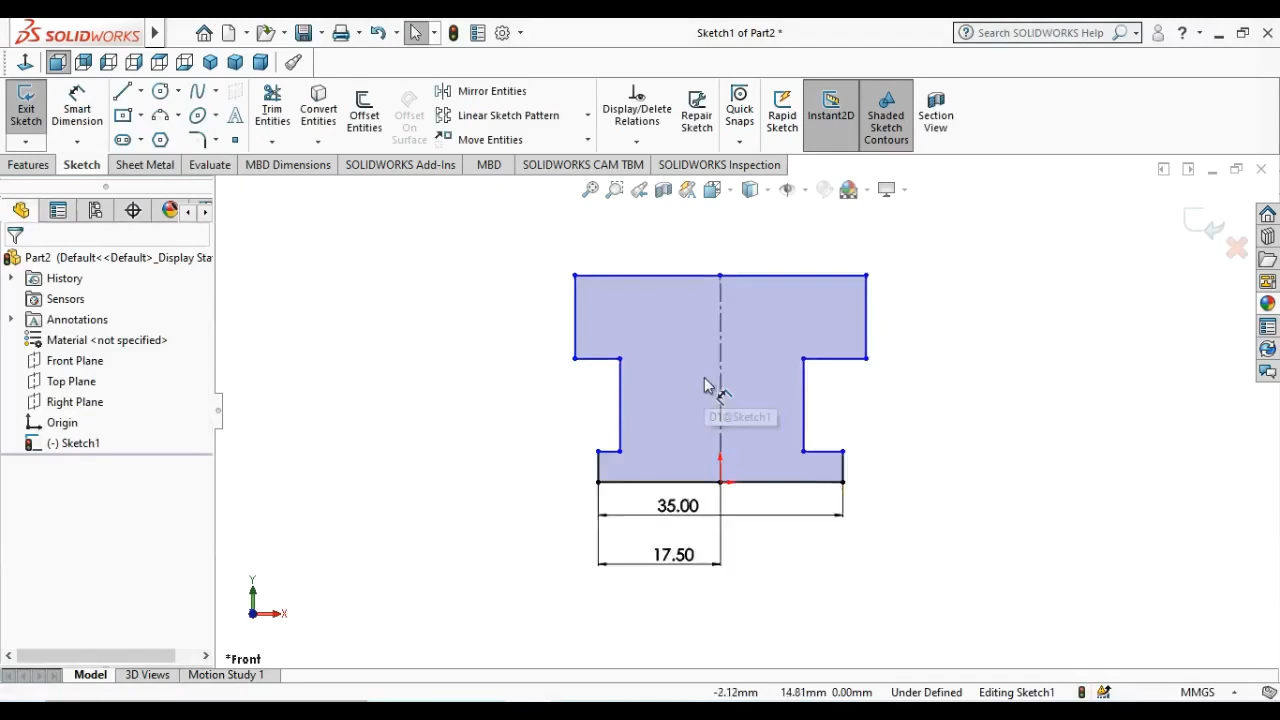 SOLIDWORKS
Sketch1 of Part2 *
Search SOLIDWORKS Help
Exit Sketch
Smart Dimension
Trim Entities
Convert Entities
Offset Entities
Offset On Surface
Mirror Entities
Linear Sketch Pattern
Move Entities
Display/Delete Relations
Repair Sketch
Quick Snaps
Rapid Sketch
Instant2D
Shaded Sketch Contours
Section View
Features Sketch Sheet Metal Evaluate MBD Dimensions SOLIDWORKS Add-Ins MBD SOLIDWORKS CAM TBM SOLIDWORKS Inspection
Part2 (Default<<Default>_Display Sta
History
Sensors
Annotations
Material <not specified>
Front Plane
Top Plane
Right Plane
Origin
(-) Sketch1
D1@Sketch1
35.00
17.50
Y
X
*Front
Model 3D Views Motion Study 1
-2.12mm 14.81mm 0.00mm Under Defined Editing Sketch1 MMGS